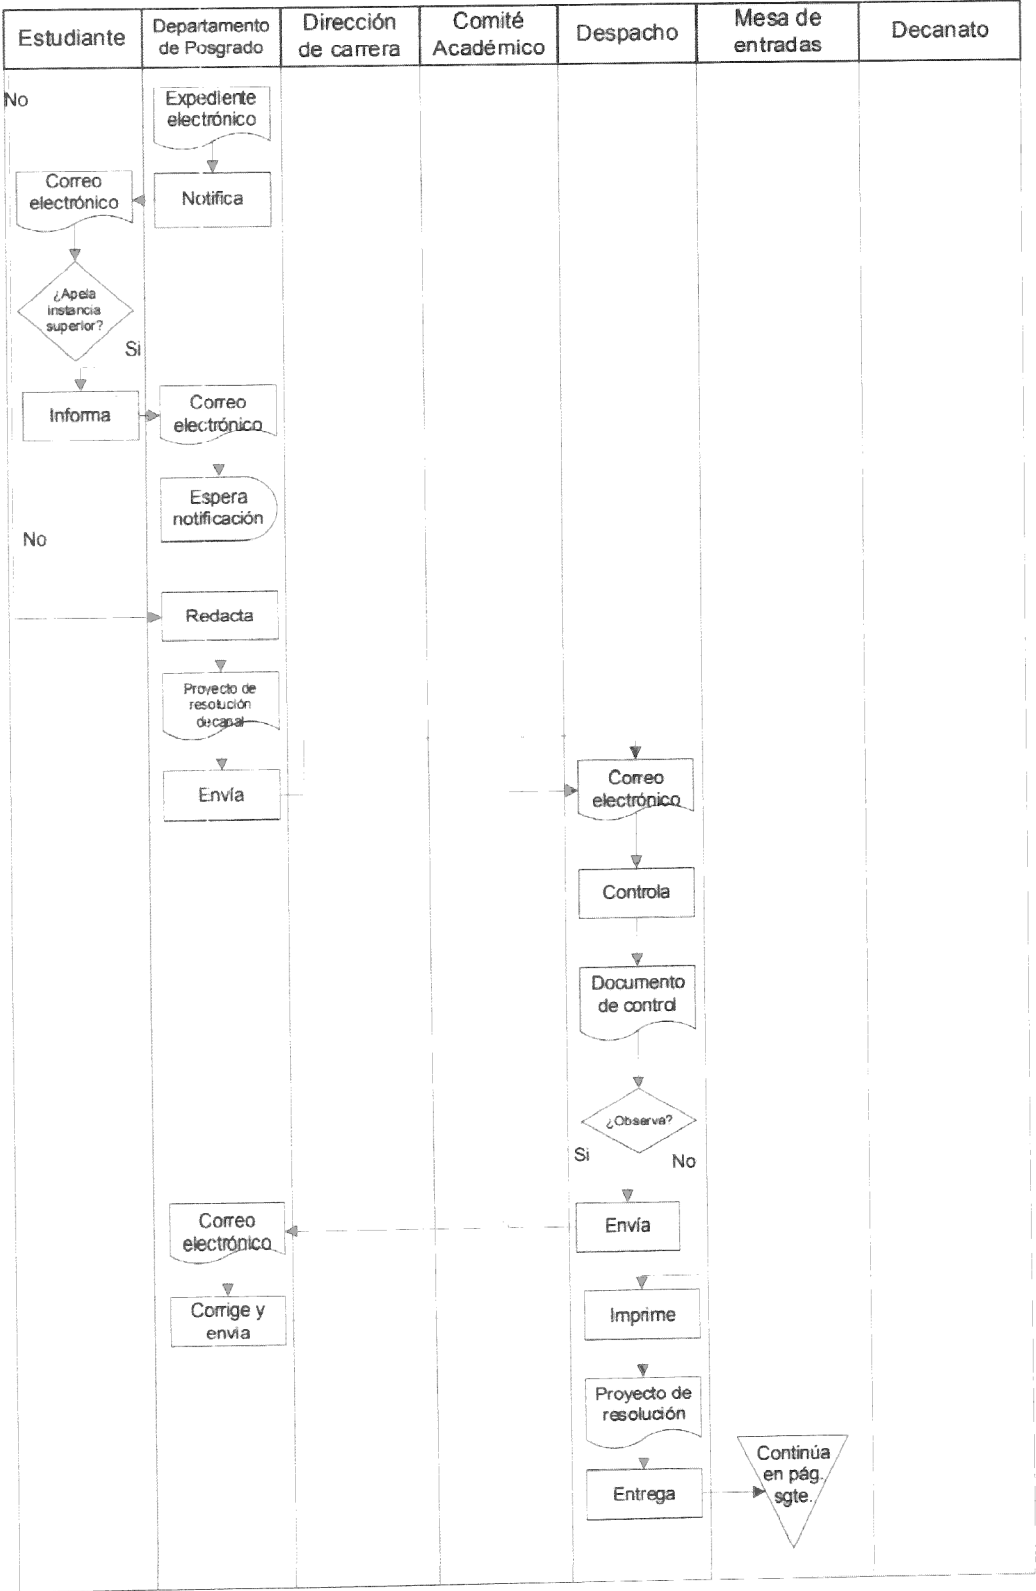 Estudiante
Departamento
de Posgrado
Dirección
de carrera
Comité
Académico
Despacho
Mesa de
entradas
Decanato
No
Expediente
electrónico
Correo
electrónico
Notifica
¿Apela
instancia
superior?
Si
Informa
Correo
electrónico
Espera
notificación
No
Redacta
Proyecto de
resolución
decanal
Envía
Correo
electrónico
Controla
Documento
de control
¿Observa?
Si
No
Envía
Correo
electrónico
Corrige y
envia
Imprime
Proyecto de
resolución
Entrega
Continúa
en pág.
sgte.